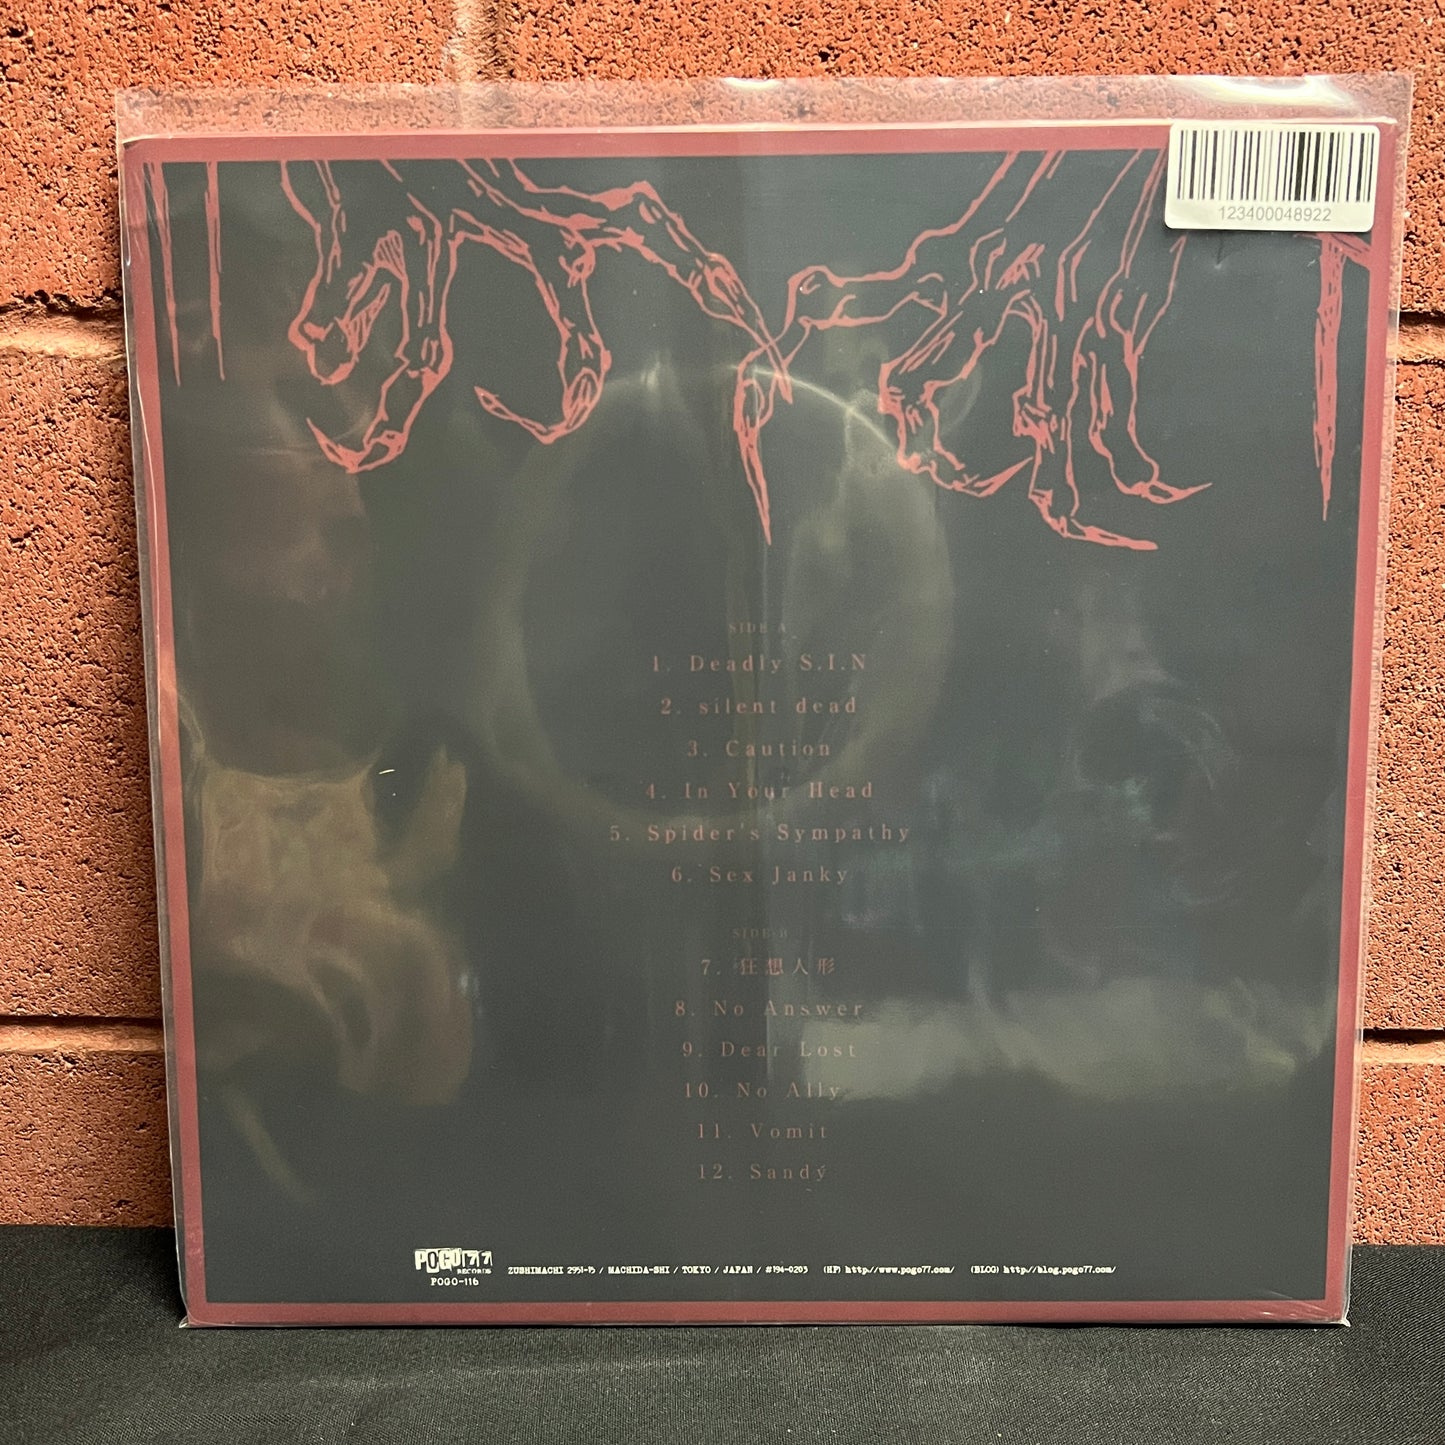 123400048922
SIDE A
1. Deadly S.I.N
2. silent dead
3. Caution
4. In Your Head
5. Spider's Sympathy
6. Sex Janky
SIDE B
7. 狂想人形
8. No Answer
9. Dear Lost
10. No Ally
11. Vomit
12. Sandy
POGO 77
RECORDS
POGO-116
ZUSHIMACHI 2951-15 / MACHIDA-SHI / TOKYO / JAPAN / #194-0203 (HP) http://www.pogo77.com/ (BLOG) http://blog.pogo77.com/